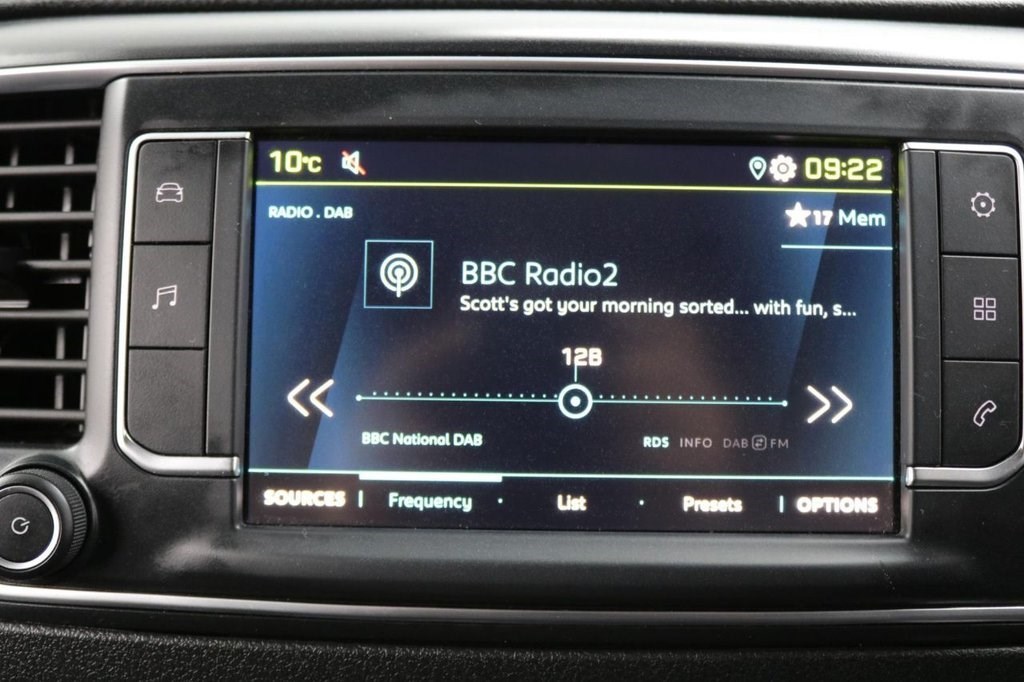 10°C 09:22
RADIO . DAB
17 Mem
BBC Radio2
Scott's got your morning sorted... with fun, s...
12B
BBC National DAB
RDS INFO DAB FM
SOURCES | Frequency · List · Presets | OPTIONS